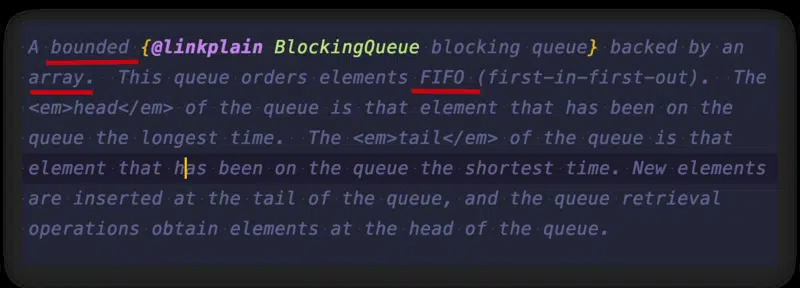 A bounded {@linkplain BlockingQueue blocking queue} backed by an
array.  This queue orders elements FIFO (first-in-first-out).  The
<em>head</em> of the queue is that element that has been on the
queue the longest time.  The <em>tail</em> of the queue is that
element that has been on the queue the shortest time. New elements
are inserted at the tail of the queue, and the queue retrieval
operations obtain elements at the head of the queue.